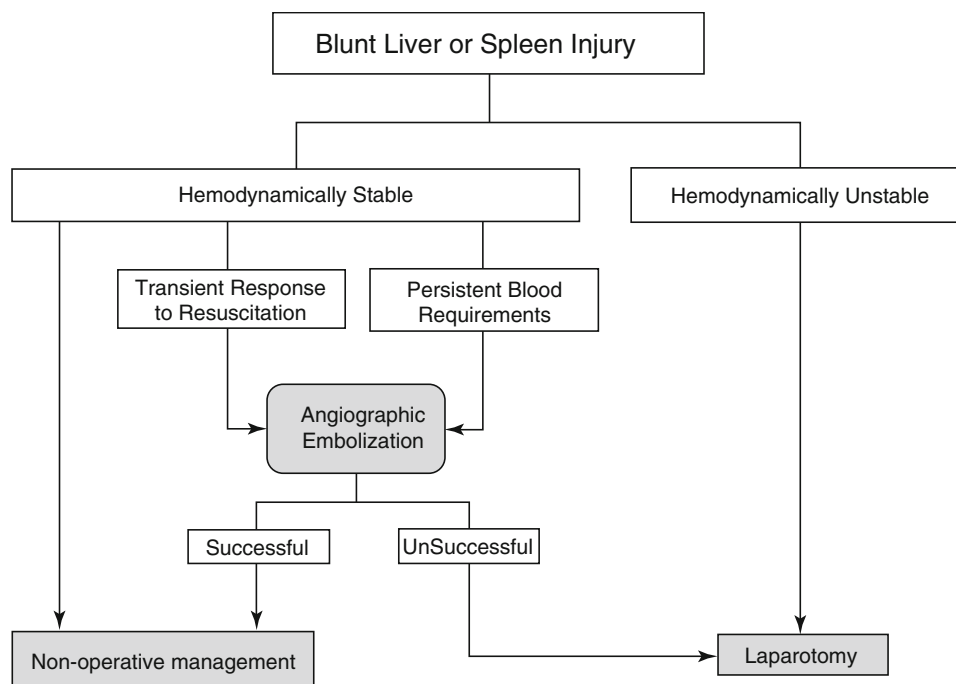 Blunt Liver or Spleen Injury
Hemodynamically Stable
Hemodynamically Unstable
Transient Response
to Resuscitation
Persistent Blood
Requirements
Angiographic
Embolization
Successful
UnSuccessful
Non-operative management
Laparotomy